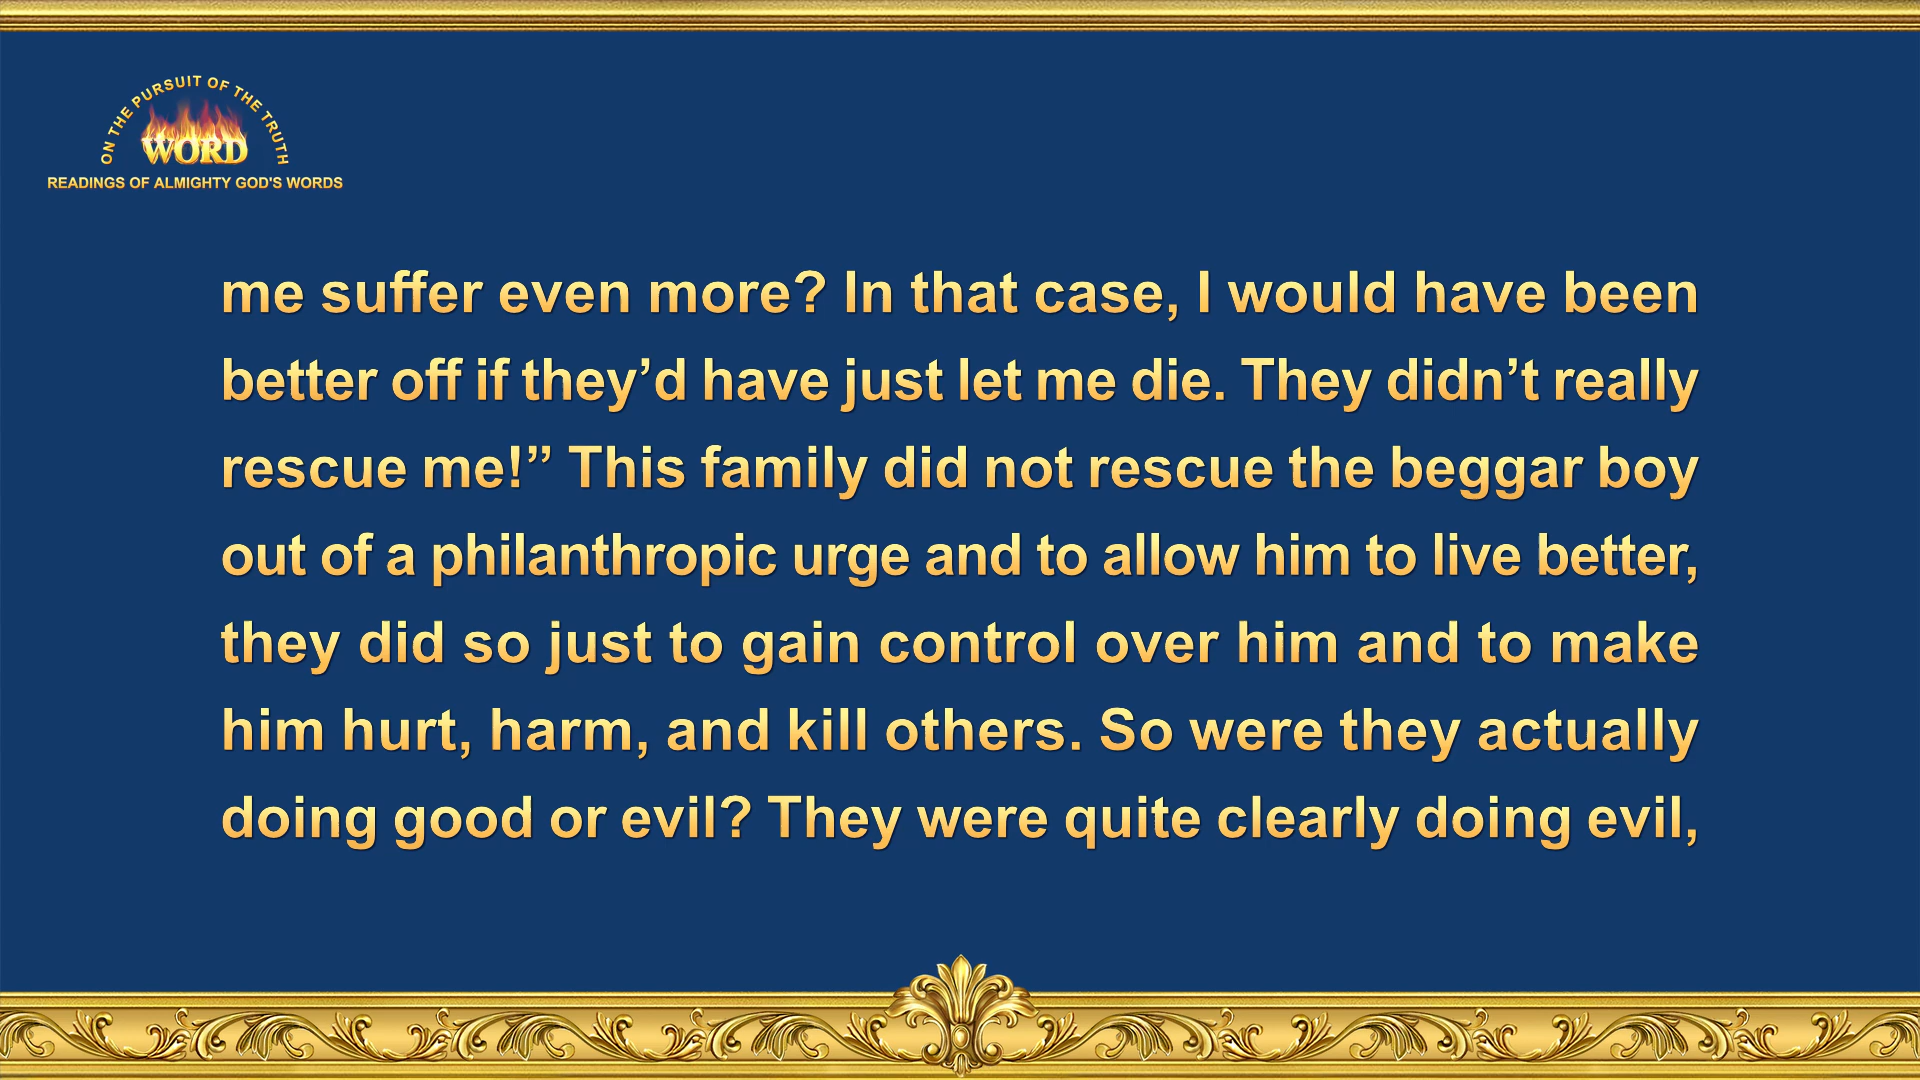 ON THE PURSUIT OF THE TRUTH
WORD
READINGS OF ALMIGHTY GOD'S WORDS
me suffer even more? In that case, I would have been
better off if they’d have just let me die. They didn’t really
rescue me!” This family did not rescue the beggar boy
out of a philanthropic urge and to allow him to live better,
they did so just to gain control over him and to make
him hurt, harm, and kill others. So were they actually
doing good or evil? They were quite clearly doing evil,